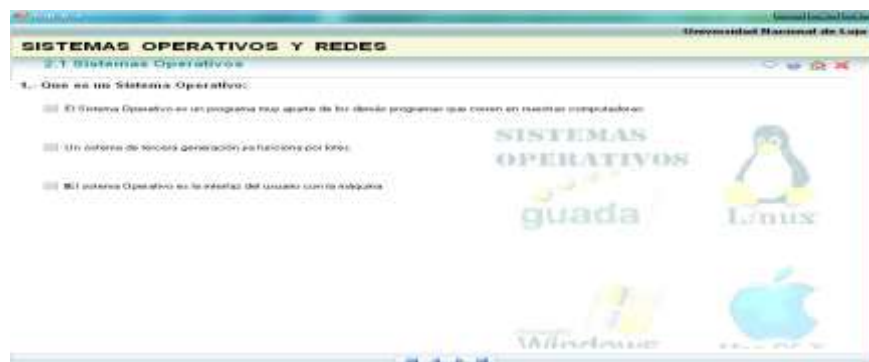 Universidad Nacional de Loja
SISTEMAS OPERATIVOS Y REDES
2.1 Sistemas Operativos
1. Que es un Sistema Operativo:
El Sistema Operativo es un programa muy aparte de los demás programas que corren en nuestras computadoras
Un sistema de tercera generación ya funciona por lotes
El sistema Operativo es la interfaz del usuario con la máquina
SISTEMAS
OPERATIVOS
guada
Linux
Windows